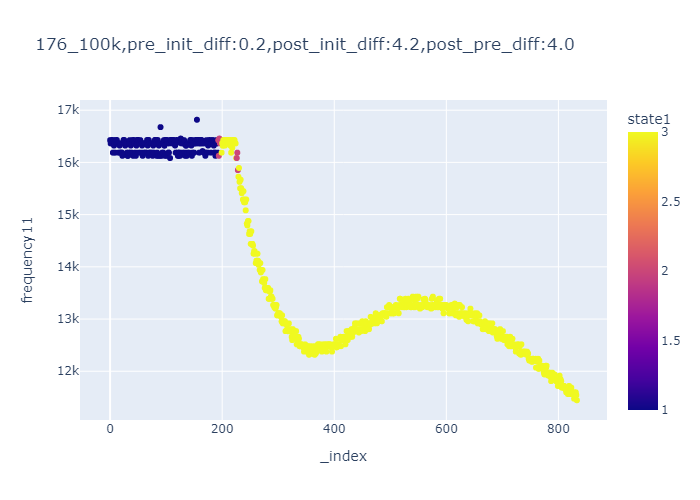 176_100k,pre_init_diff:0.2,post_init_diff:4.2,post_pre_diff:4.0
17k
16k
15k
14k
13k
12k
frequency11
0
200
400
600
800
_index
state1
3
2.5
2
1.5
1